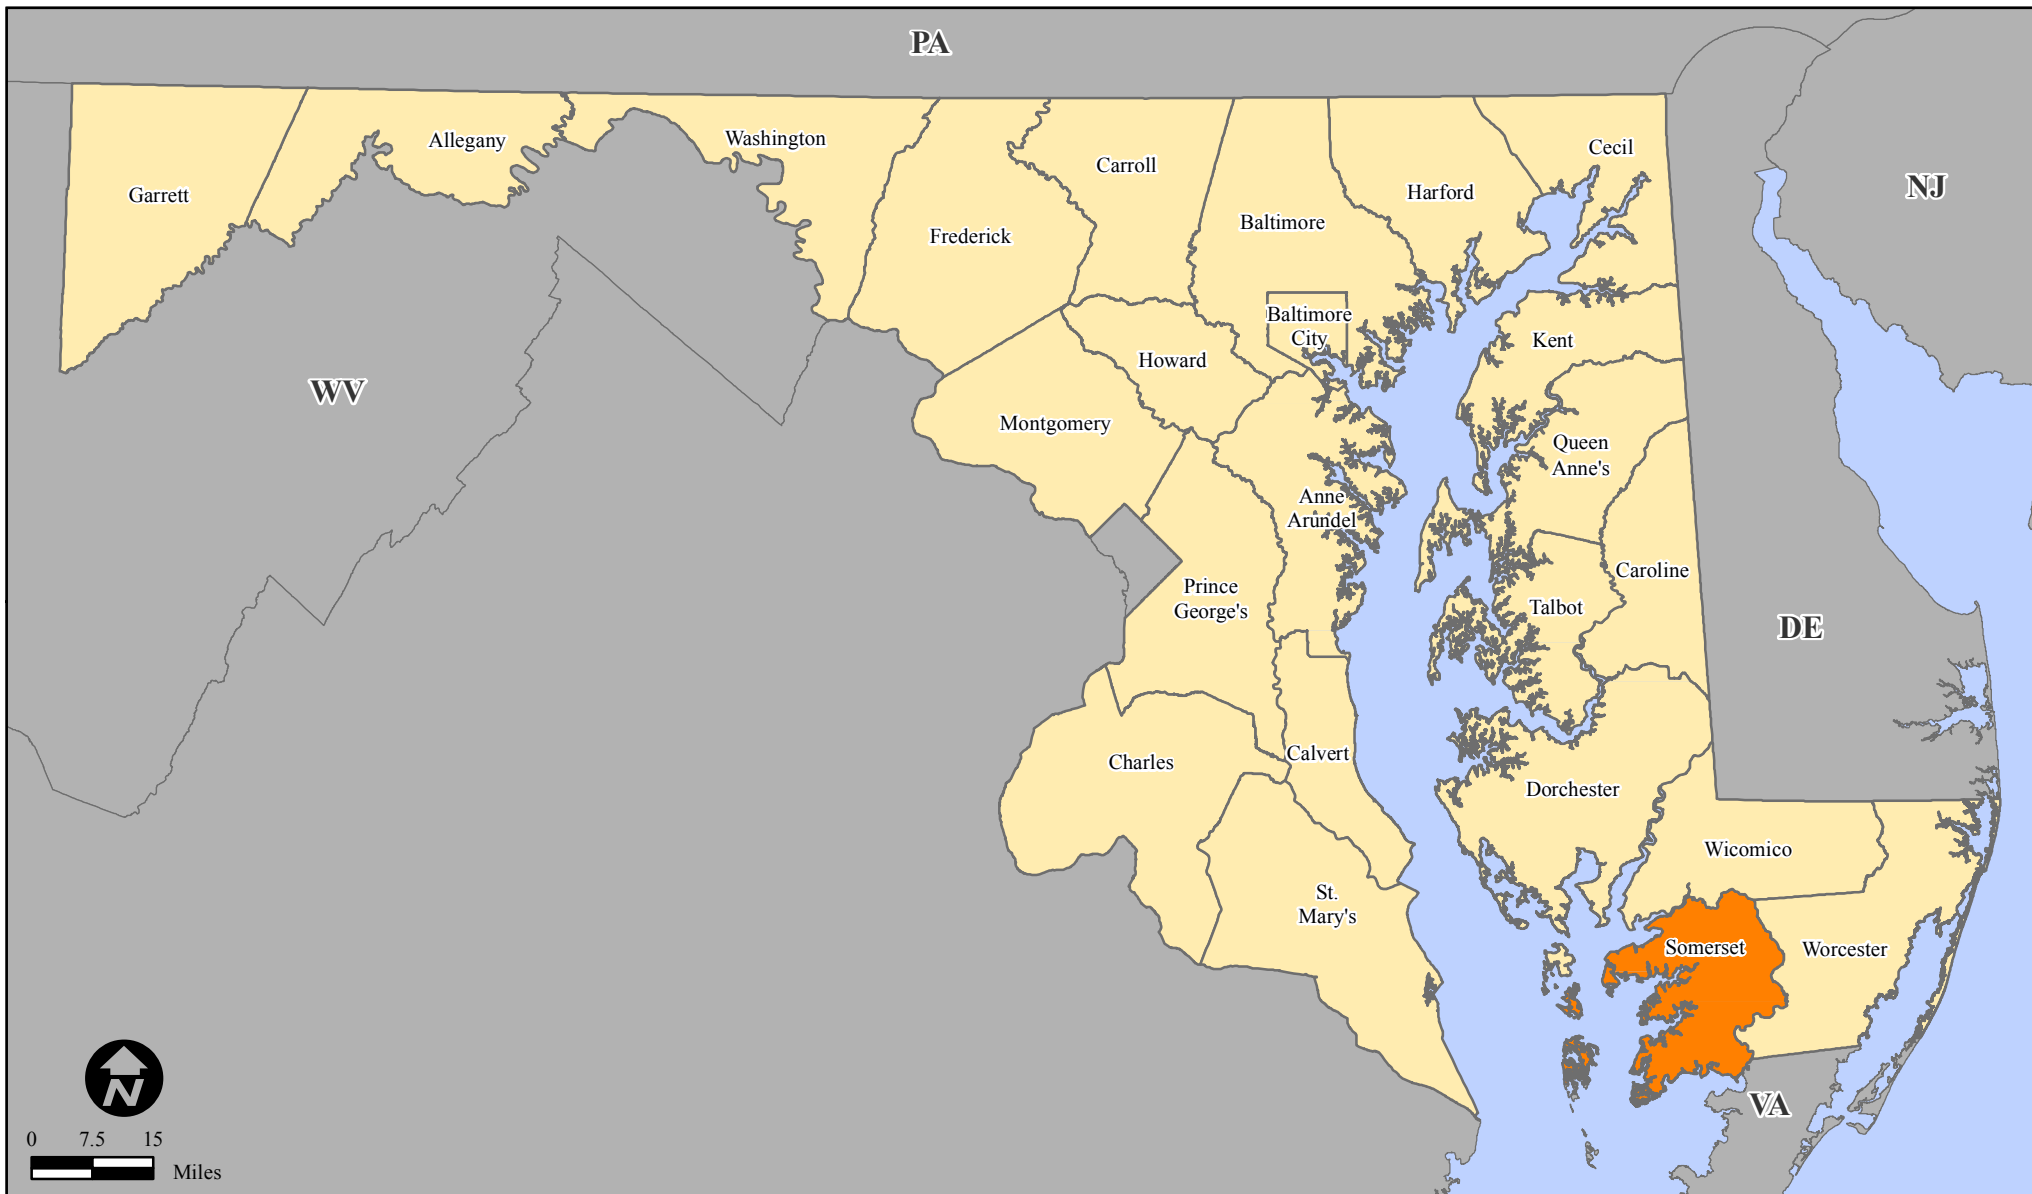 PA
Garrett
Allegany
Washington
Frederick
Carroll
Baltimore
Harford
Cecil
NJ
WV
Baltimore
City
Howard
Kent
Montgomery
Queen
Anne's
Anne
Arundel
Prince
George's
Caroline
Talbot
DE
Charles
Calvert
Dorchester
Wicomico
St.
Mary's
Somerset
Worcester
VA
N
0 7.5 15
Miles